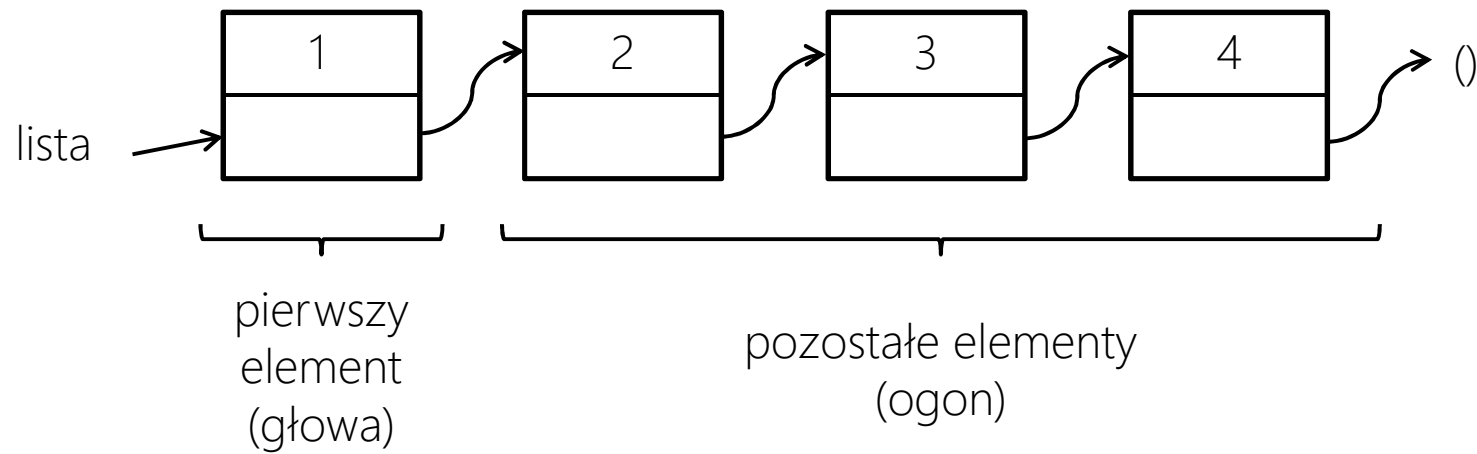 1 2 3 4 ()
lista
pierwszy
element
(głowa)
pozostałe elementy
(ogon)